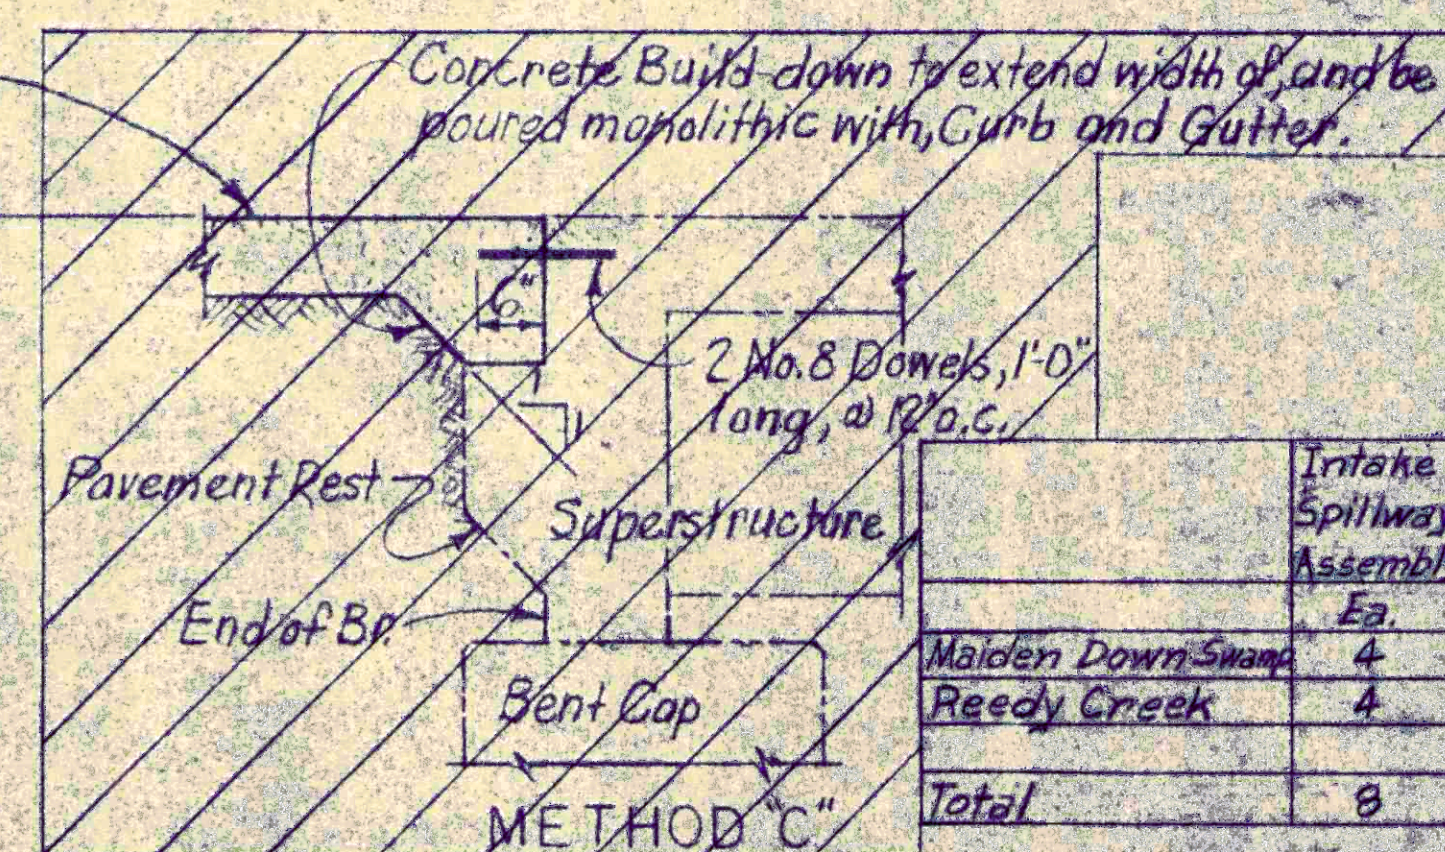 Concrete Build-down to extend width of, and be
poured monolithic with, Curb and Gutter.
6"
2 No. 8 Dowels, 1'-0"
long, @ 12" o.c.
1
1
Pavement Rest
Superstructure
End of Br.
Bent Cap
METHOD "C"
Intake
Spillway
Assembl
Ea.
Maiden Down Swamp 4
Reedy Creek 4
Total 8